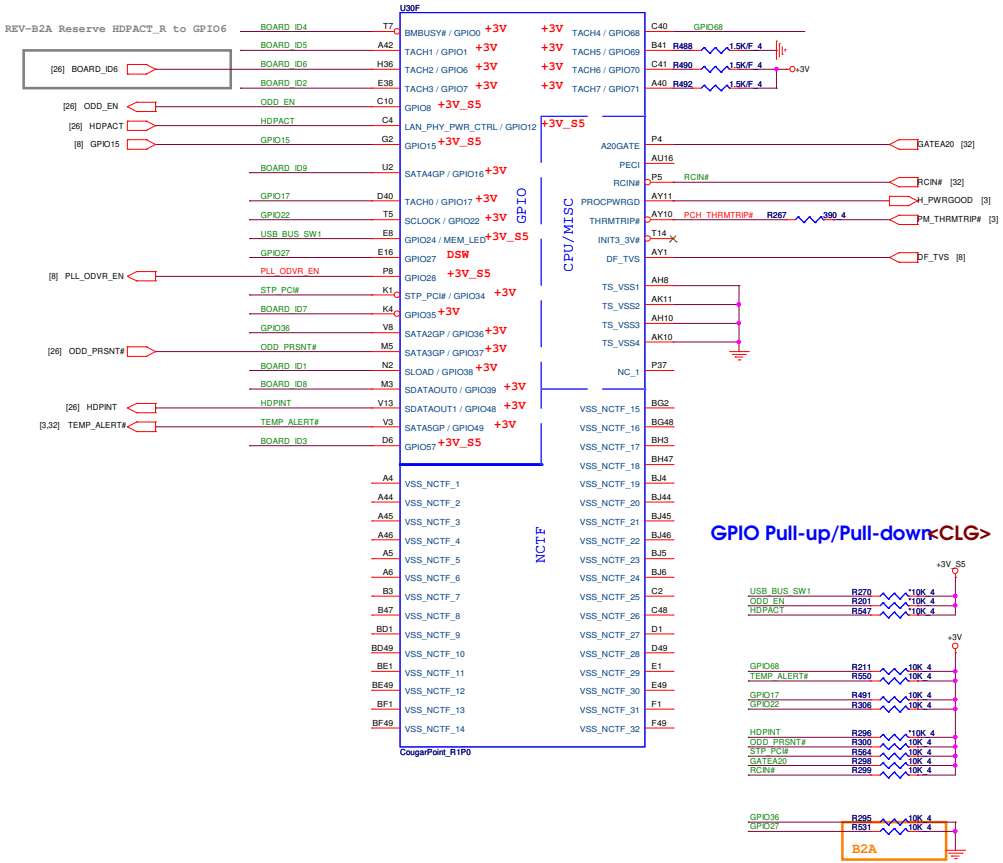 U30F
REV-B2A Reserve HDPACT_R to GPIO6
BOARD_ID4 T7 BMBUSY# / GPIO0 +3V
BOARD_ID5 A42 TACH1 / GPIO1 +3V
[26] BOARD_ID6 BOARD_ID6 H36 TACH2 / GPIO6 +3V
BOARD_ID2 E38 TACH3 / GPIO7 +3V
[26] ODD_EN ODD_EN C10 GPIO8 +3V_S5
[26] HDPACT HDPACT C4 LAN_PHY_PWR_CTRL / GPIO12 +3V_S5
[8] GPIO15 GPIO15 G2 GPIO15 +3V_S5
BOARD_ID9 U2 SATA4GP / GPIO16 +3V
GPIO17 D40 TACH0 / GPIO17 +3V
GPIO22 T5 SCLOCK / GPIO22 +3V
USB_BUS_SW1 E8 GPIO24 / MEM_LED +3V_S5
GPIO27 E16 GPIO27 DSW
[8] PLL_ODVR_EN PLL_ODVR_EN P8 GPIO28 +3V_S5
STP_PCI# K1 STP_PCI# / GPIO34 +3V
BOARD_ID7 K4 GPIO35 +3V
GPIO36 V8 SATA2GP / GPIO36 +3V
[26] ODD_PRSNT# ODD_PRSNT# M5 SATA3GP / GPIO37 +3V
BOARD_ID1 N2 SLOAD / GPIO38 +3V
BOARD_ID8 M3 SDATAOUT0 / GPIO39 +3V
[26] HDPINT HDPINT V13 SDATAOUT1 / GPIO48 +3V
[3,32] TEMP_ALERT# TEMP_ALERT# V3 SATA5GP / GPIO49 +3V
BOARD_ID3 D6 GPIO57 +3V_S5
GPIO
CPU/MISC
NCTF
+3V TACH4 / GPIO68 C40 GPIO68
+3V TACH5 / GPIO69 B41 R488 1.5K/F_4
+3V TACH6 / GPIO70 C41 R490 1.5K/F_4 +3V
+3V TACH7 / GPIO71 A40 R492 1.5K/F_4
A20GATE P4 GATEA20 [32]
PECI AU16
RCIN# P5 RCIN# RCIN# [32]
PROCPWRGD AY11 H_PWRGOOD [3]
THRMTRIP# AY10 PCH_THRMTRIP# R267 390_4 PM_THRMTRIP# [3]
INIT3_3V# T14
DF_TVS AY1 DF_TVS [8]
TS_VSS1 AH8
TS_VSS2 AK11
TS_VSS3 AH10
TS_VSS4 AK10
NC_1 P37
A4 VSS_NCTF_1
A44 VSS_NCTF_2
A45 VSS_NCTF_3
A46 VSS_NCTF_4
A5 VSS_NCTF_5
A6 VSS_NCTF_6
B3 VSS_NCTF_7
B47 VSS_NCTF_8
BD1 VSS_NCTF_9
BD49 VSS_NCTF_10
BE1 VSS_NCTF_11
BE49 VSS_NCTF_12
BF1 VSS_NCTF_13
BF49 VSS_NCTF_14
VSS_NCTF_15 BG2
VSS_NCTF_16 BG48
VSS_NCTF_17 BH3
VSS_NCTF_18 BH47
VSS_NCTF_19 BJ4
VSS_NCTF_20 BJ44
VSS_NCTF_21 BJ45
VSS_NCTF_22 BJ46
VSS_NCTF_23 BJ5
VSS_NCTF_24 BJ6
VSS_NCTF_25 C2
VSS_NCTF_26 C48
VSS_NCTF_27 D1
VSS_NCTF_28 D49
VSS_NCTF_29 E1
VSS_NCTF_30 E49
VSS_NCTF_31 F1
VSS_NCTF_32 F49
CougarPoint_R1P0
GPIO Pull-up/Pull-down<CLG>
+3V_S5
USB_BUS_SW1 R270 *10K_4
ODD_EN R201 *10K_4
HDPACT R547 10K_4
+3V
GPIO68 R211 10K_4
TEMP_ALERT# R550 10K_4
GPIO17 R491 10K_4
GPIO22 R306 10K_4
HDPINT R296 *10K_4
ODD_PRSNT# R300 10K_4
STP_PCI# R564 10K_4
GATEA20 R298 10K_4
RCIN# R299 10K_4
GPIO36 R295 10K_4
GPIO27 R531 10K_4
B2A